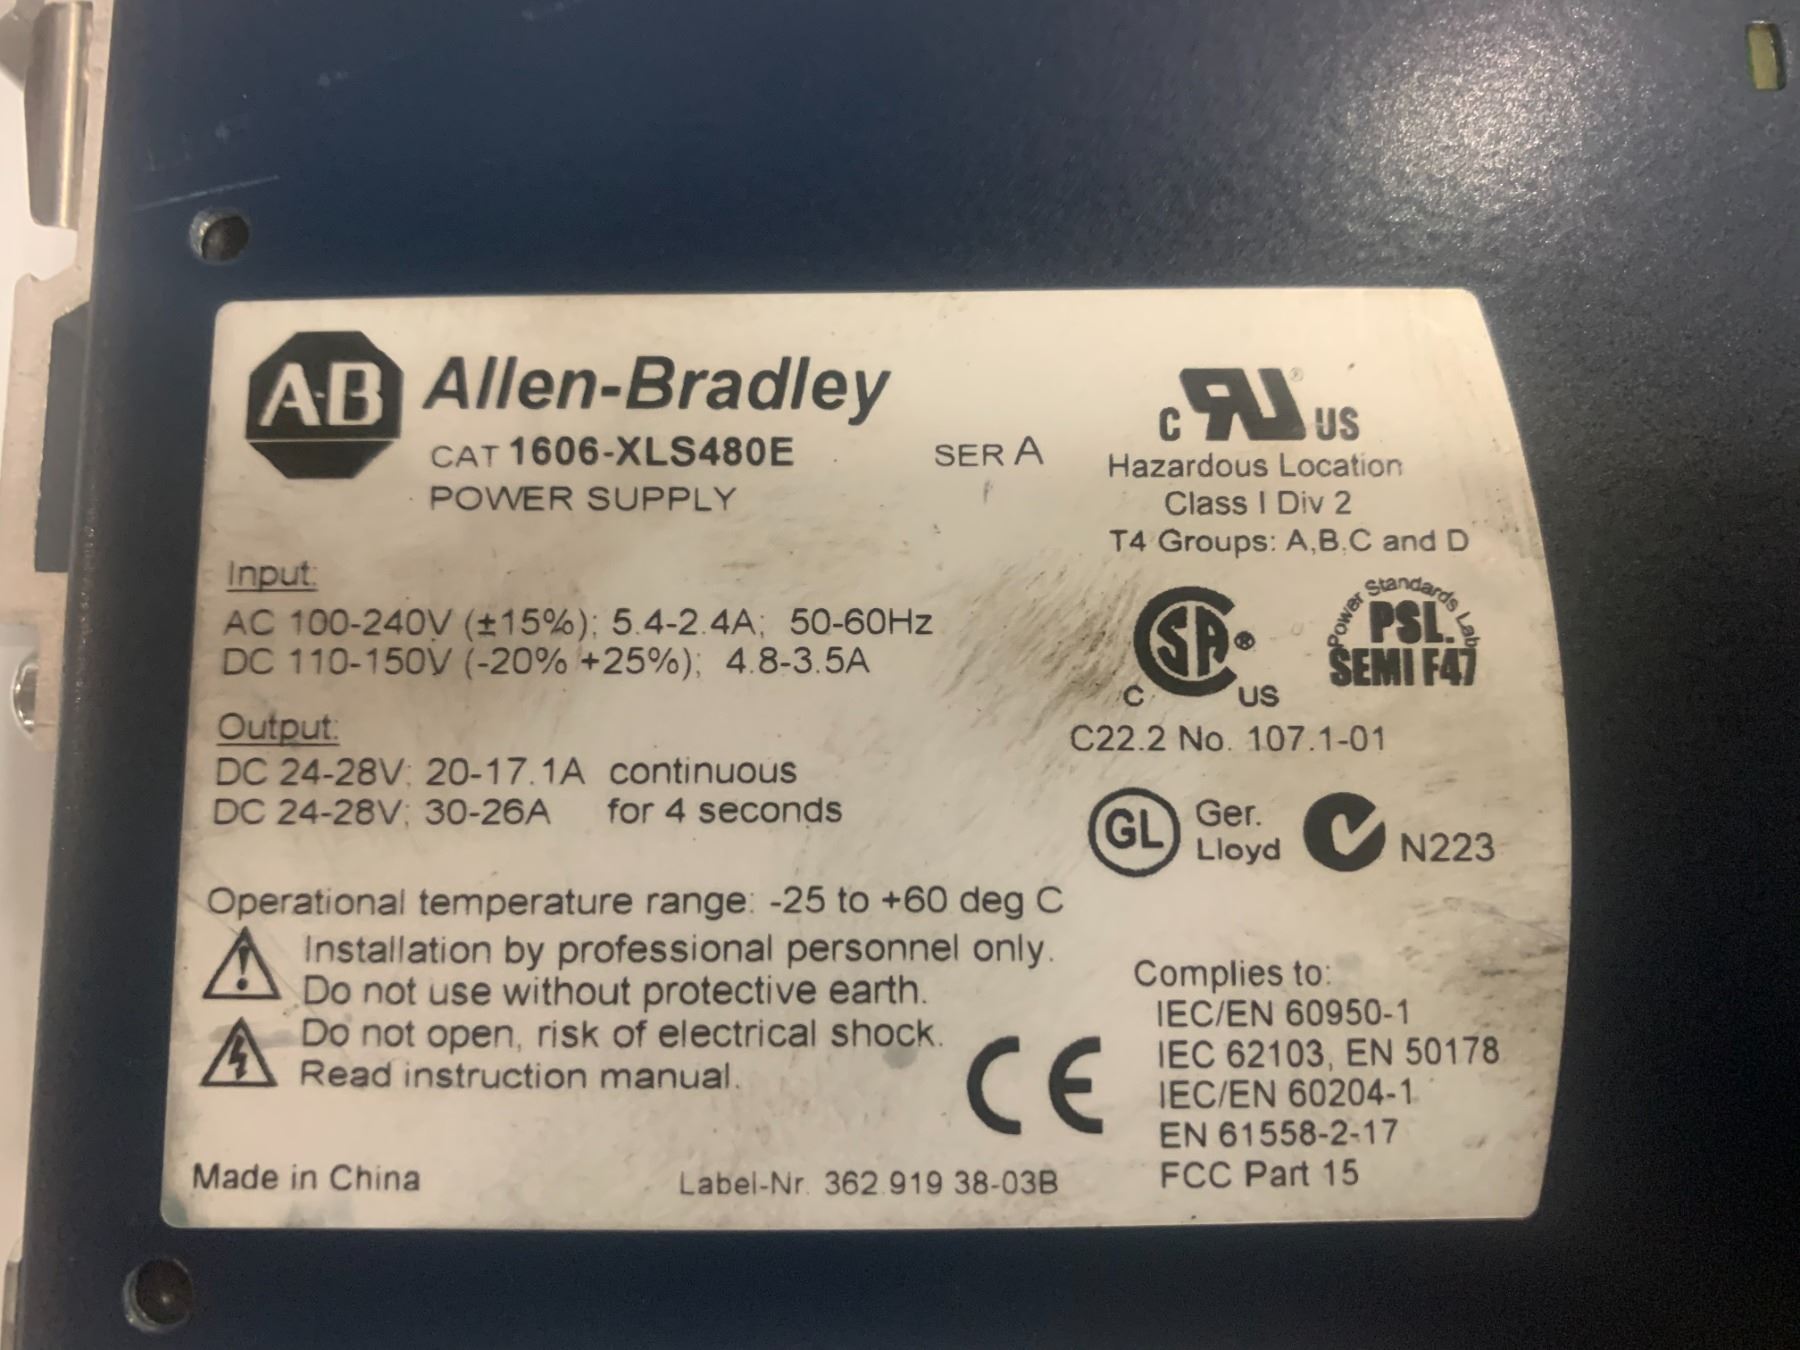 A-B Allen-Bradley
CAT 1606-XLS480E SER A
POWER SUPPLY
Input:
AC 100-240V (±15%); 5.4-2.4A; 50-60Hz
DC 110-150V (-20% +25%); 4.8-3.5A
Output:
DC 24-28V; 20-17.1A continuous
DC 24-28V; 30-26A for 4 seconds
Operational temperature range: -25 to +60 deg C
Installation by professional personnel only.
Do not use without protective earth.
Do not open, risk of electrical shock.
Read instruction manual.
Made in China
Label-Nr. 362.919 38-03B
C RU ® US
Hazardous Location
Class I Div 2
T4 Groups: A,B,C and D
C SA ® US
Power Standards Lab
PSL.
SEMI F47
C22.2 No. 107.1-01
GL Ger.
Lloyd
N223
CE
Complies to:
IEC/EN 60950-1
IEC 62103, EN 50178
IEC/EN 60204-1
EN 61558-2-17
FCC Part 15